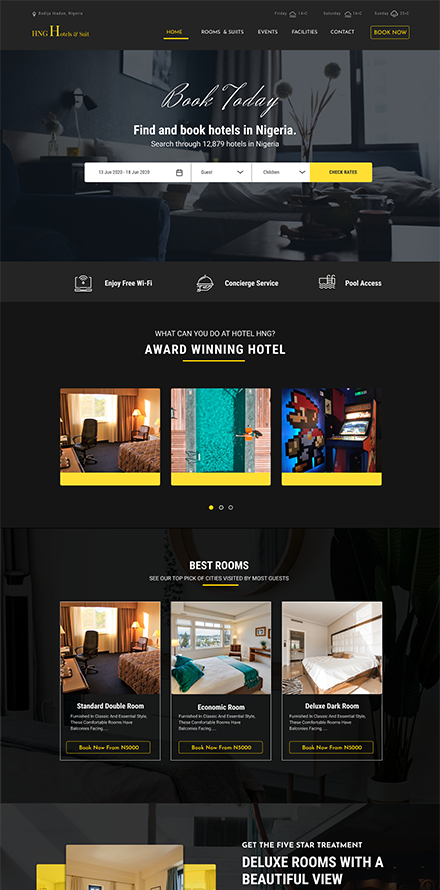 Bodija Ibadan, Nigeria
Friday 14°C Saturday 14°C Sunday 25°C
HNG Hotels & Suit
HOME ROOMS & SUITS EVENTS FACILITIES CONTACT BOOK NOW
Book Today
Find and book hotels in Nigeria.
Search through 12,879 hotels in Nigeria
13 Jun 2020 - 18 Jun 2020 Guest Children CHECK RATES
Enjoy Free Wi-Fi Concierge Service Pool Access
WHAT CAN YOU DO AT HOTEL HNG?
AWARD WINNING HOTEL
BEST ROOMS
SEE OUR TOP PICK OF CITIES VISITED BY MOST GUESTS
Standard Double Room
Furnished In Classic And Essential Style,
These Comfortable Rooms Have
Balconies Facing.....
Book Now From N5000
Economic Room
Furnished In Classic And Essential Style,
These Comfortable Rooms Have
Balconies Facing.....
Book Now From N5000
Deluxe Dark Room
Furnished In Classic And Essential Style,
These Comfortable Rooms Have
Balconies Facing.....
Book Now From N5000
GET THE FIVE STAR TREATMENT
DELUXE ROOMS WITH A
BEAUTIFUL VIEW